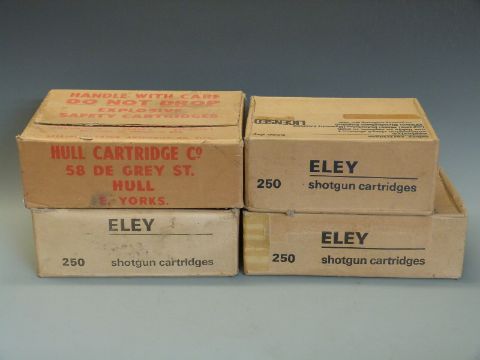 HANDLE WITH CARE
DO NOT DROP
EXPLOSIVE
SAFETY CARTRIDGES
HULL CARTRIDGE Co
58 DE GREY ST.
HULL
E. YORKS.
LICENSED
ELEY
250 shotgun cartridges
ELEY
250 shotgun cartridges
ELEY
250 shotgun cartridges